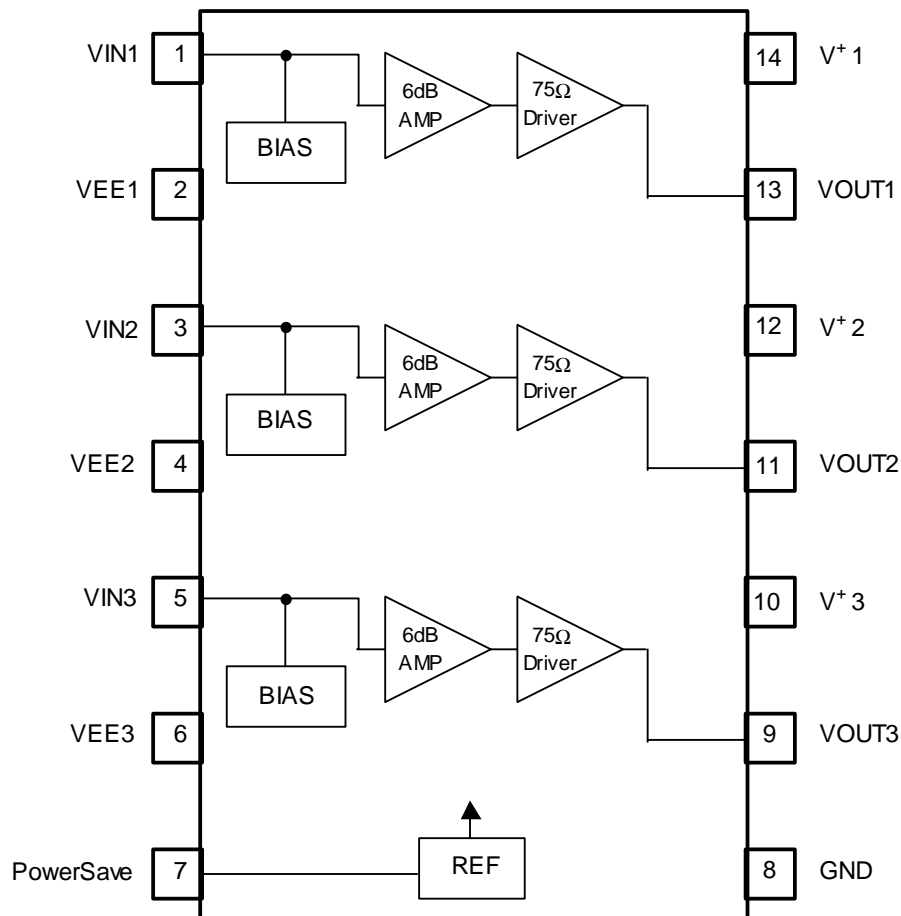 VIN1 1 6dB AMP 75Ω Driver 14 V+1
BIAS
VEE1 2 13 VOUT1
VIN2 3 6dB AMP 75Ω Driver 12 V+2
BIAS
VEE2 4 11 VOUT2
VIN3 5 6dB AMP 75Ω Driver 10 V+3
BIAS
VEE3 6 9 VOUT3
PowerSave 7 REF 8 GND